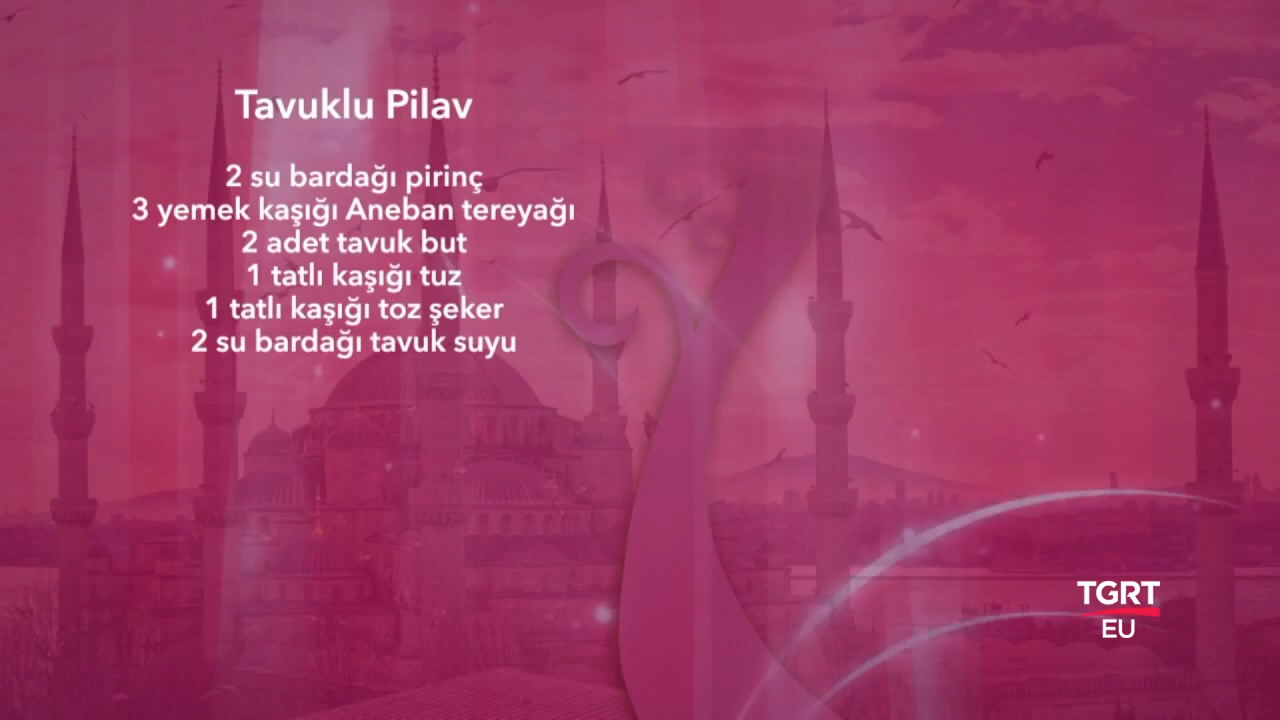 Tavuklu Pilav
2 su bardağı pirinç
3 yemek kaşığı Aneban tereyağı
2 adet tavuk but
1 tatlı kaşığı tuz
1 tatlı kaşığı toz şeker
2 su bardağı tavuk suyu
TGRT
EU